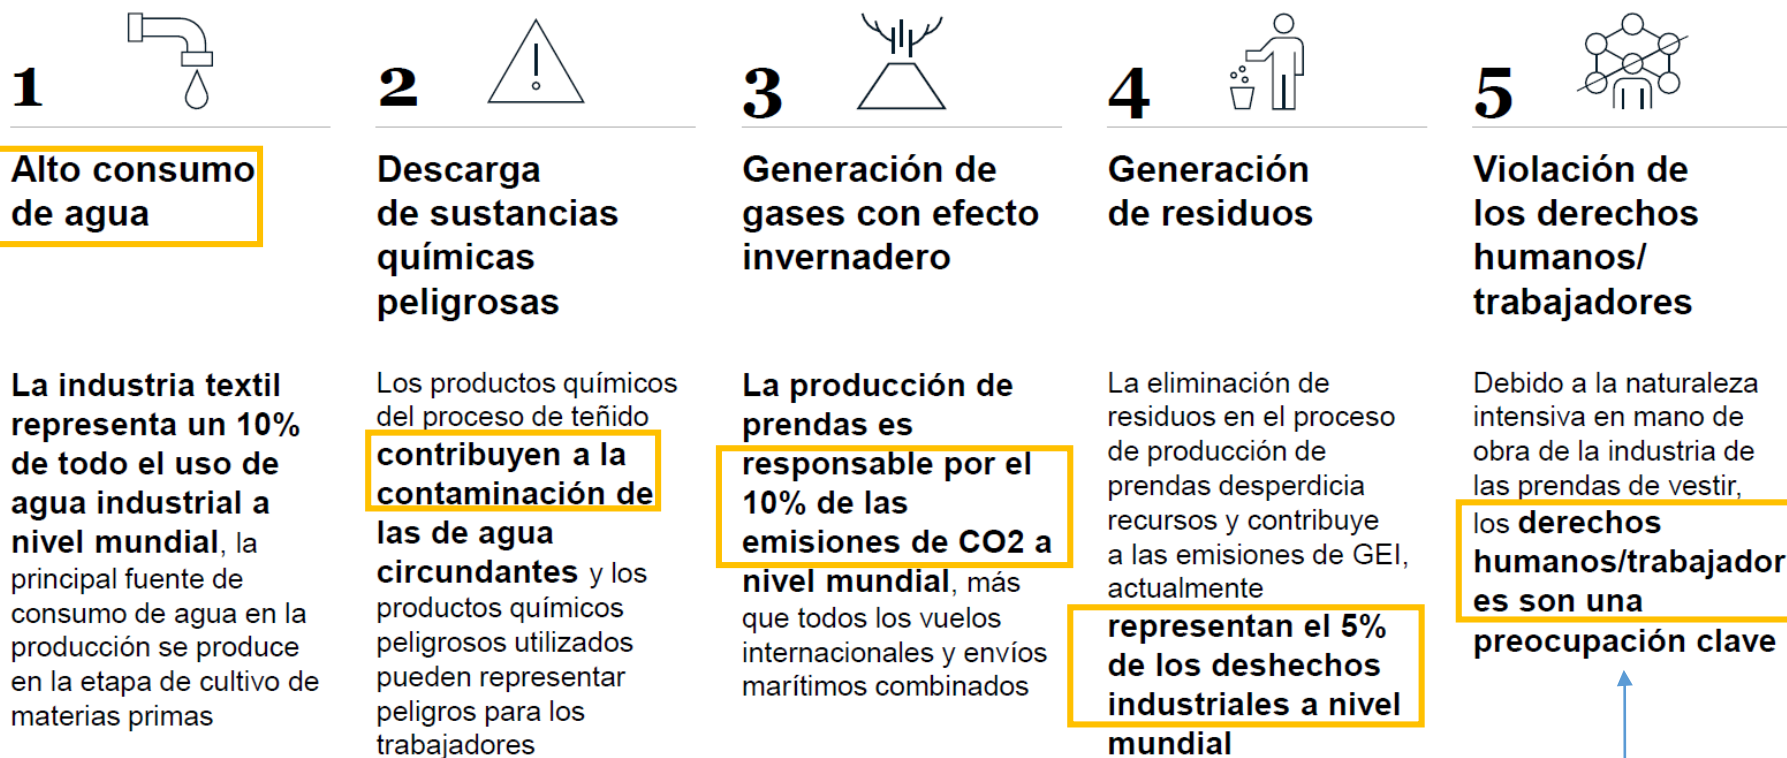 1
Alto consumo
de agua
La industria textil
representa un 10%
de todo el uso de
agua industrial a
nivel mundial, la
principal fuente de
consumo de agua en la
producción se produce
en la etapa de cultivo de
materias primas
2
Descarga
de sustancias
químicas
peligrosas
Los productos químicos
del proceso de teñido
contribuyen a la
contaminación de
las de agua
circundantes y los
productos químicos
peligrosos utilizados
pueden representar
peligros para los
trabajadores
3
Generación de
gases con efecto
invernadero
La producción de
prendas es
responsable por el
10% de las
emisiones de CO2 a
nivel mundial, más
que todos los vuelos
internacionales y envíos
marítimos combinados
4
Generación
de residuos
La eliminación de
residuos en el proceso
de producción de
prendas desperdicia
recursos y contribuye
a las emisiones de GEI,
actualmente
representan el 5%
de los deshechos
industriales a nivel
mundial
5
Violación de
los derechos
humanos/
trabajadores
Debido a la naturaleza
intensiva en mano de
obra de la industria de
las prendas de vestir,
los derechos
humanos/trabajador
es son una
preocupación clave